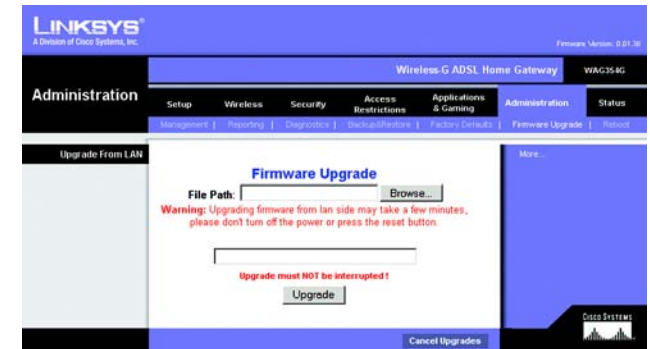 LINKSYS®
A Division of Cisco Systems, Inc.
Firmware Version: 0.01.30
Wireless-G ADSL Home Gateway WAG354G
Administration
Setup Wireless Security Access Restrictions Applications & Gaming Administration Status
Management | Reporting | Diagnostics | Backup&Restore | Factory Defaults | Firmware Upgrade | Reboot
Upgrade From LAN
More...
Firmware Upgrade
File Path: Browse...
Warning: Upgrading firmware from lan side may take a few minutes,
please don't turn off the power or press the reset button.
Upgrade must NOT be interrupted !
Upgrade
Cancel Upgrades
CISCO SYSTEMS